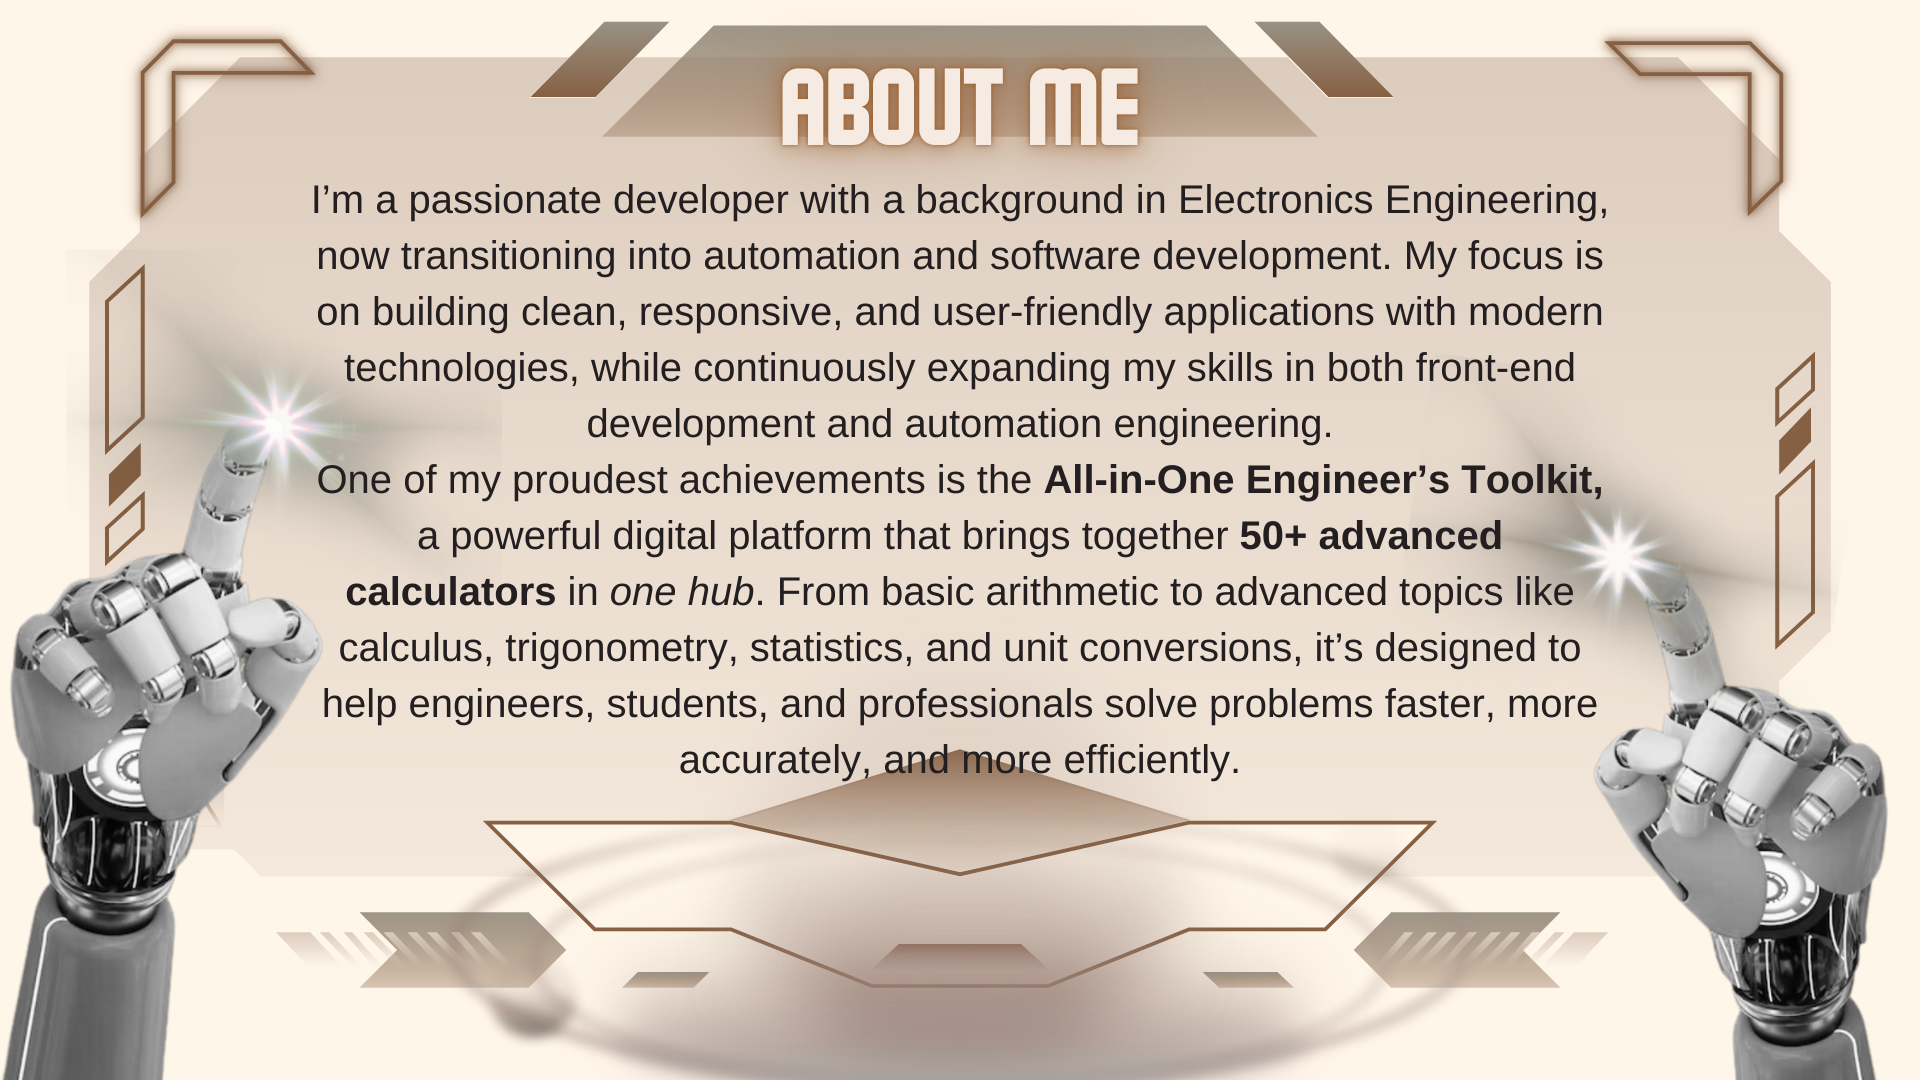 ABOUT ME
I’m a passionate developer with a background in Electronics Engineering,
now transitioning into automation and software development. My focus is
on building clean, responsive, and user-friendly applications with modern
technologies, while continuously expanding my skills in both front-end
development and automation engineering.
One of my proudest achievements is the All-in-One Engineer’s Toolkit,
a powerful digital platform that brings together 50+ advanced
calculators in one hub. From basic arithmetic to advanced topics like
calculus, trigonometry, statistics, and unit conversions, it’s designed to
help engineers, students, and professionals solve problems faster, more
accurately, and more efficiently.